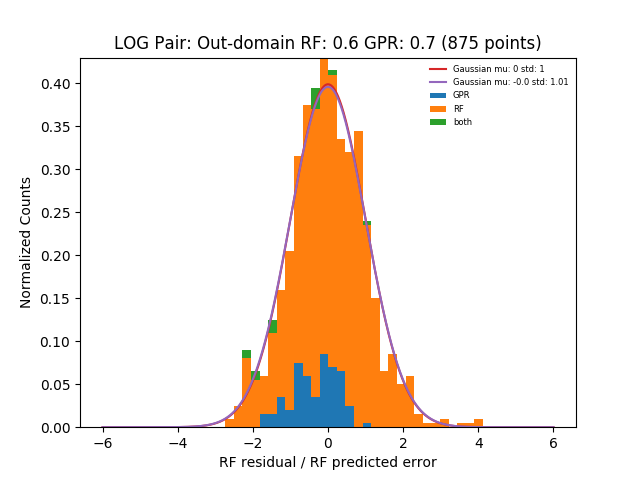 LOG Pair: Out-domain RF: 0.6 GPR: 0.7 (875 points)
Gaussian mu: 0 std: 1
Gaussian mu: -0.0 std: 1.01
GPR
RF
both
Normalized Counts
0.40
0.35
0.30
0.25
0.20
0.15
0.10
0.05
0.00
−6 −4 −2 0 2 4 6
RF residual / RF predicted error